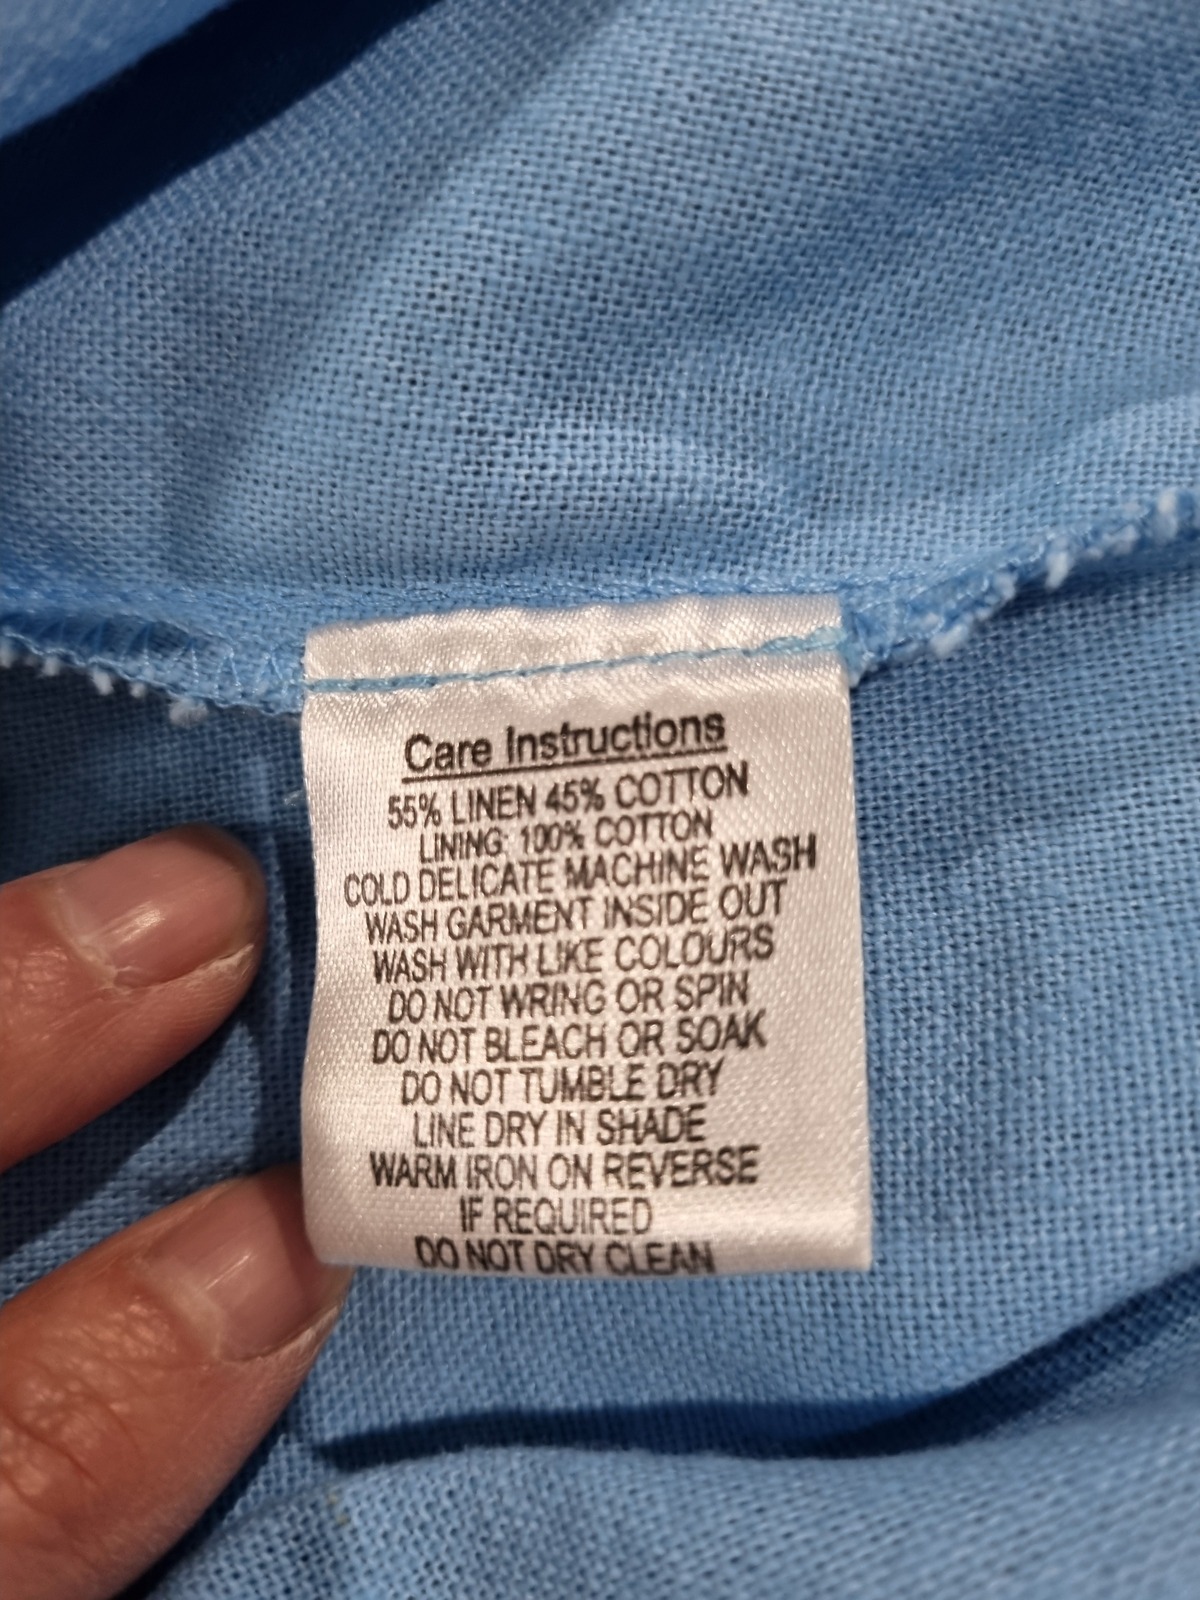 Care Instructions
55% LINEN 45% COTTON
LINING: 100% COTTON
COLD DELICATE MACHINE WASH
WASH GARMENT INSIDE OUT
WASH WITH LIKE COLOURS
DO NOT WRING OR SPIN
DO NOT BLEACH OR SOAK
DO NOT TUMBLE DRY
LINE DRY IN SHADE
WARM IRON ON REVERSE
IF REQUIRED
DO NOT DRY CLEAN